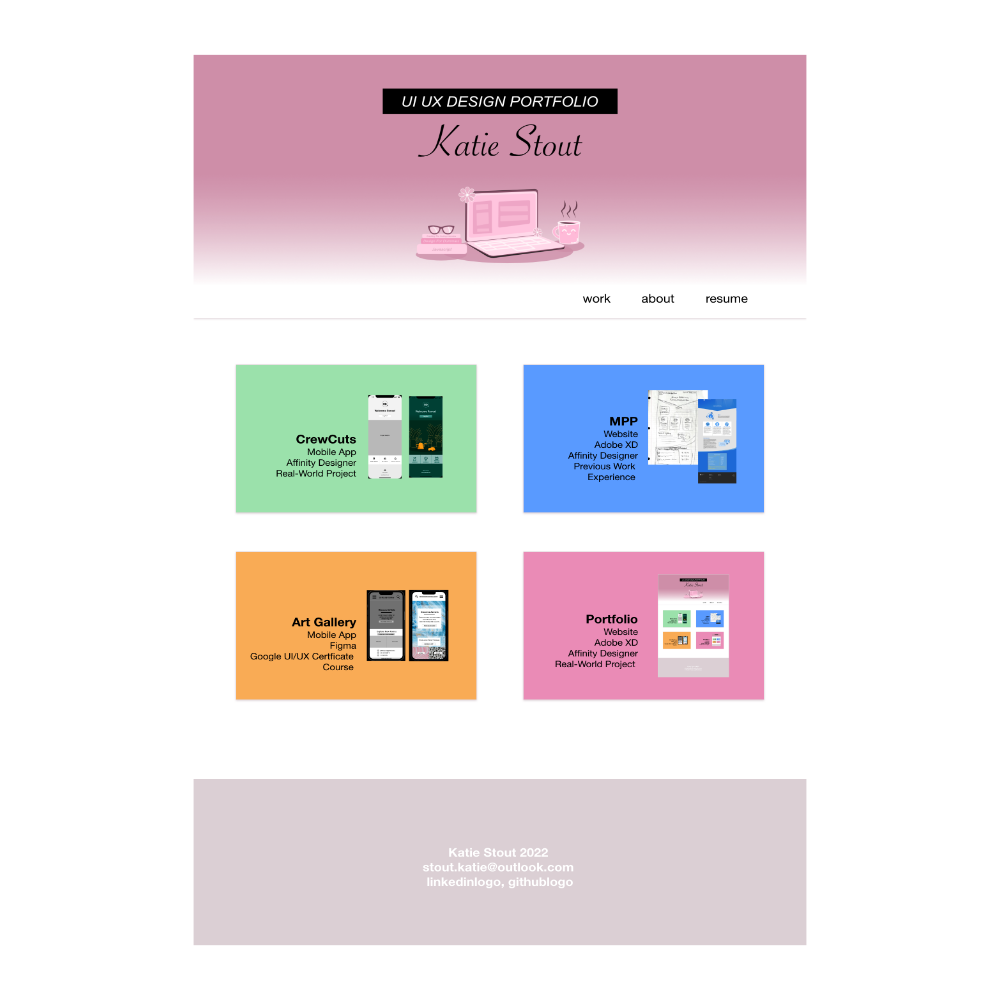 UI UX DESIGN PORTFOLIO
Katie Stout
work about resume
CrewCuts
Mobile App
Affinity Designer
Real-World Project
MPP
Website
Adobe XD
Affinity Designer
Previous Work
Experience
Art Gallery
Mobile App
Figma
Google UI/UX Certficate
Course
Portfolio
Website
Adobe XD
Affinity Designer
Real-World Project
Katie Stout 2022
stout.katie@outlook.com
linkedinlogo, githublogo